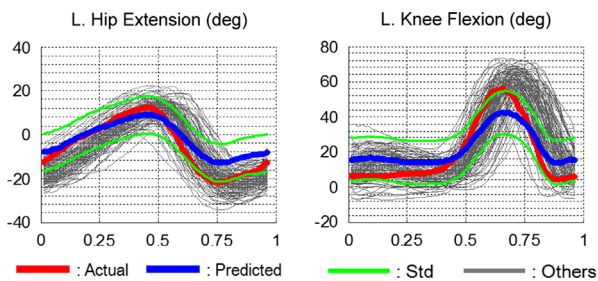 L. Hip Extension (deg)
L. Knee Flexion (deg)
40
20
0
-20
-40
0 0.25 0.5 0.75 1
80
60
40
20
0
-20
0 0.25 0.5 0.75 1
: Actual : Predicted : Std : Others